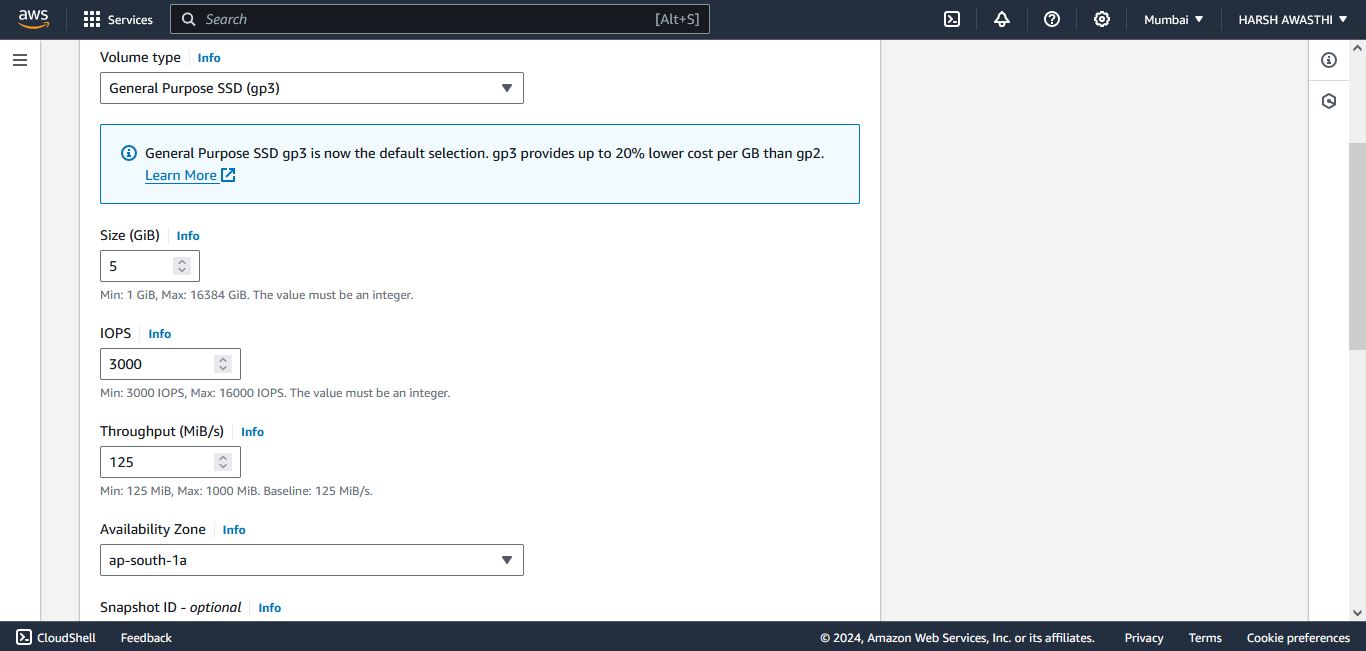 aws Services Search [Alt+S] Mumbai HARSH AWASTHI
Volume type Info
General Purpose SSD (gp3)
General Purpose SSD gp3 is now the default selection. gp3 provides up to 20% lower cost per GB than gp2.
Learn More
Size (GiB) Info
5
Min: 1 GiB, Max: 16384 GiB. The value must be an integer.
IOPS Info
3000
Min: 3000 IOPS, Max: 16000 IOPS. The value must be an integer.
Throughput (MiB/s) Info
125
Min: 125 MiB, Max: 1000 MiB. Baseline: 125 MiB/s.
Availability Zone Info
ap-south-1a
Snapshot ID - optional Info
CloudShell Feedback © 2024, Amazon Web Services, Inc. or its affiliates. Privacy Terms Cookie preferences